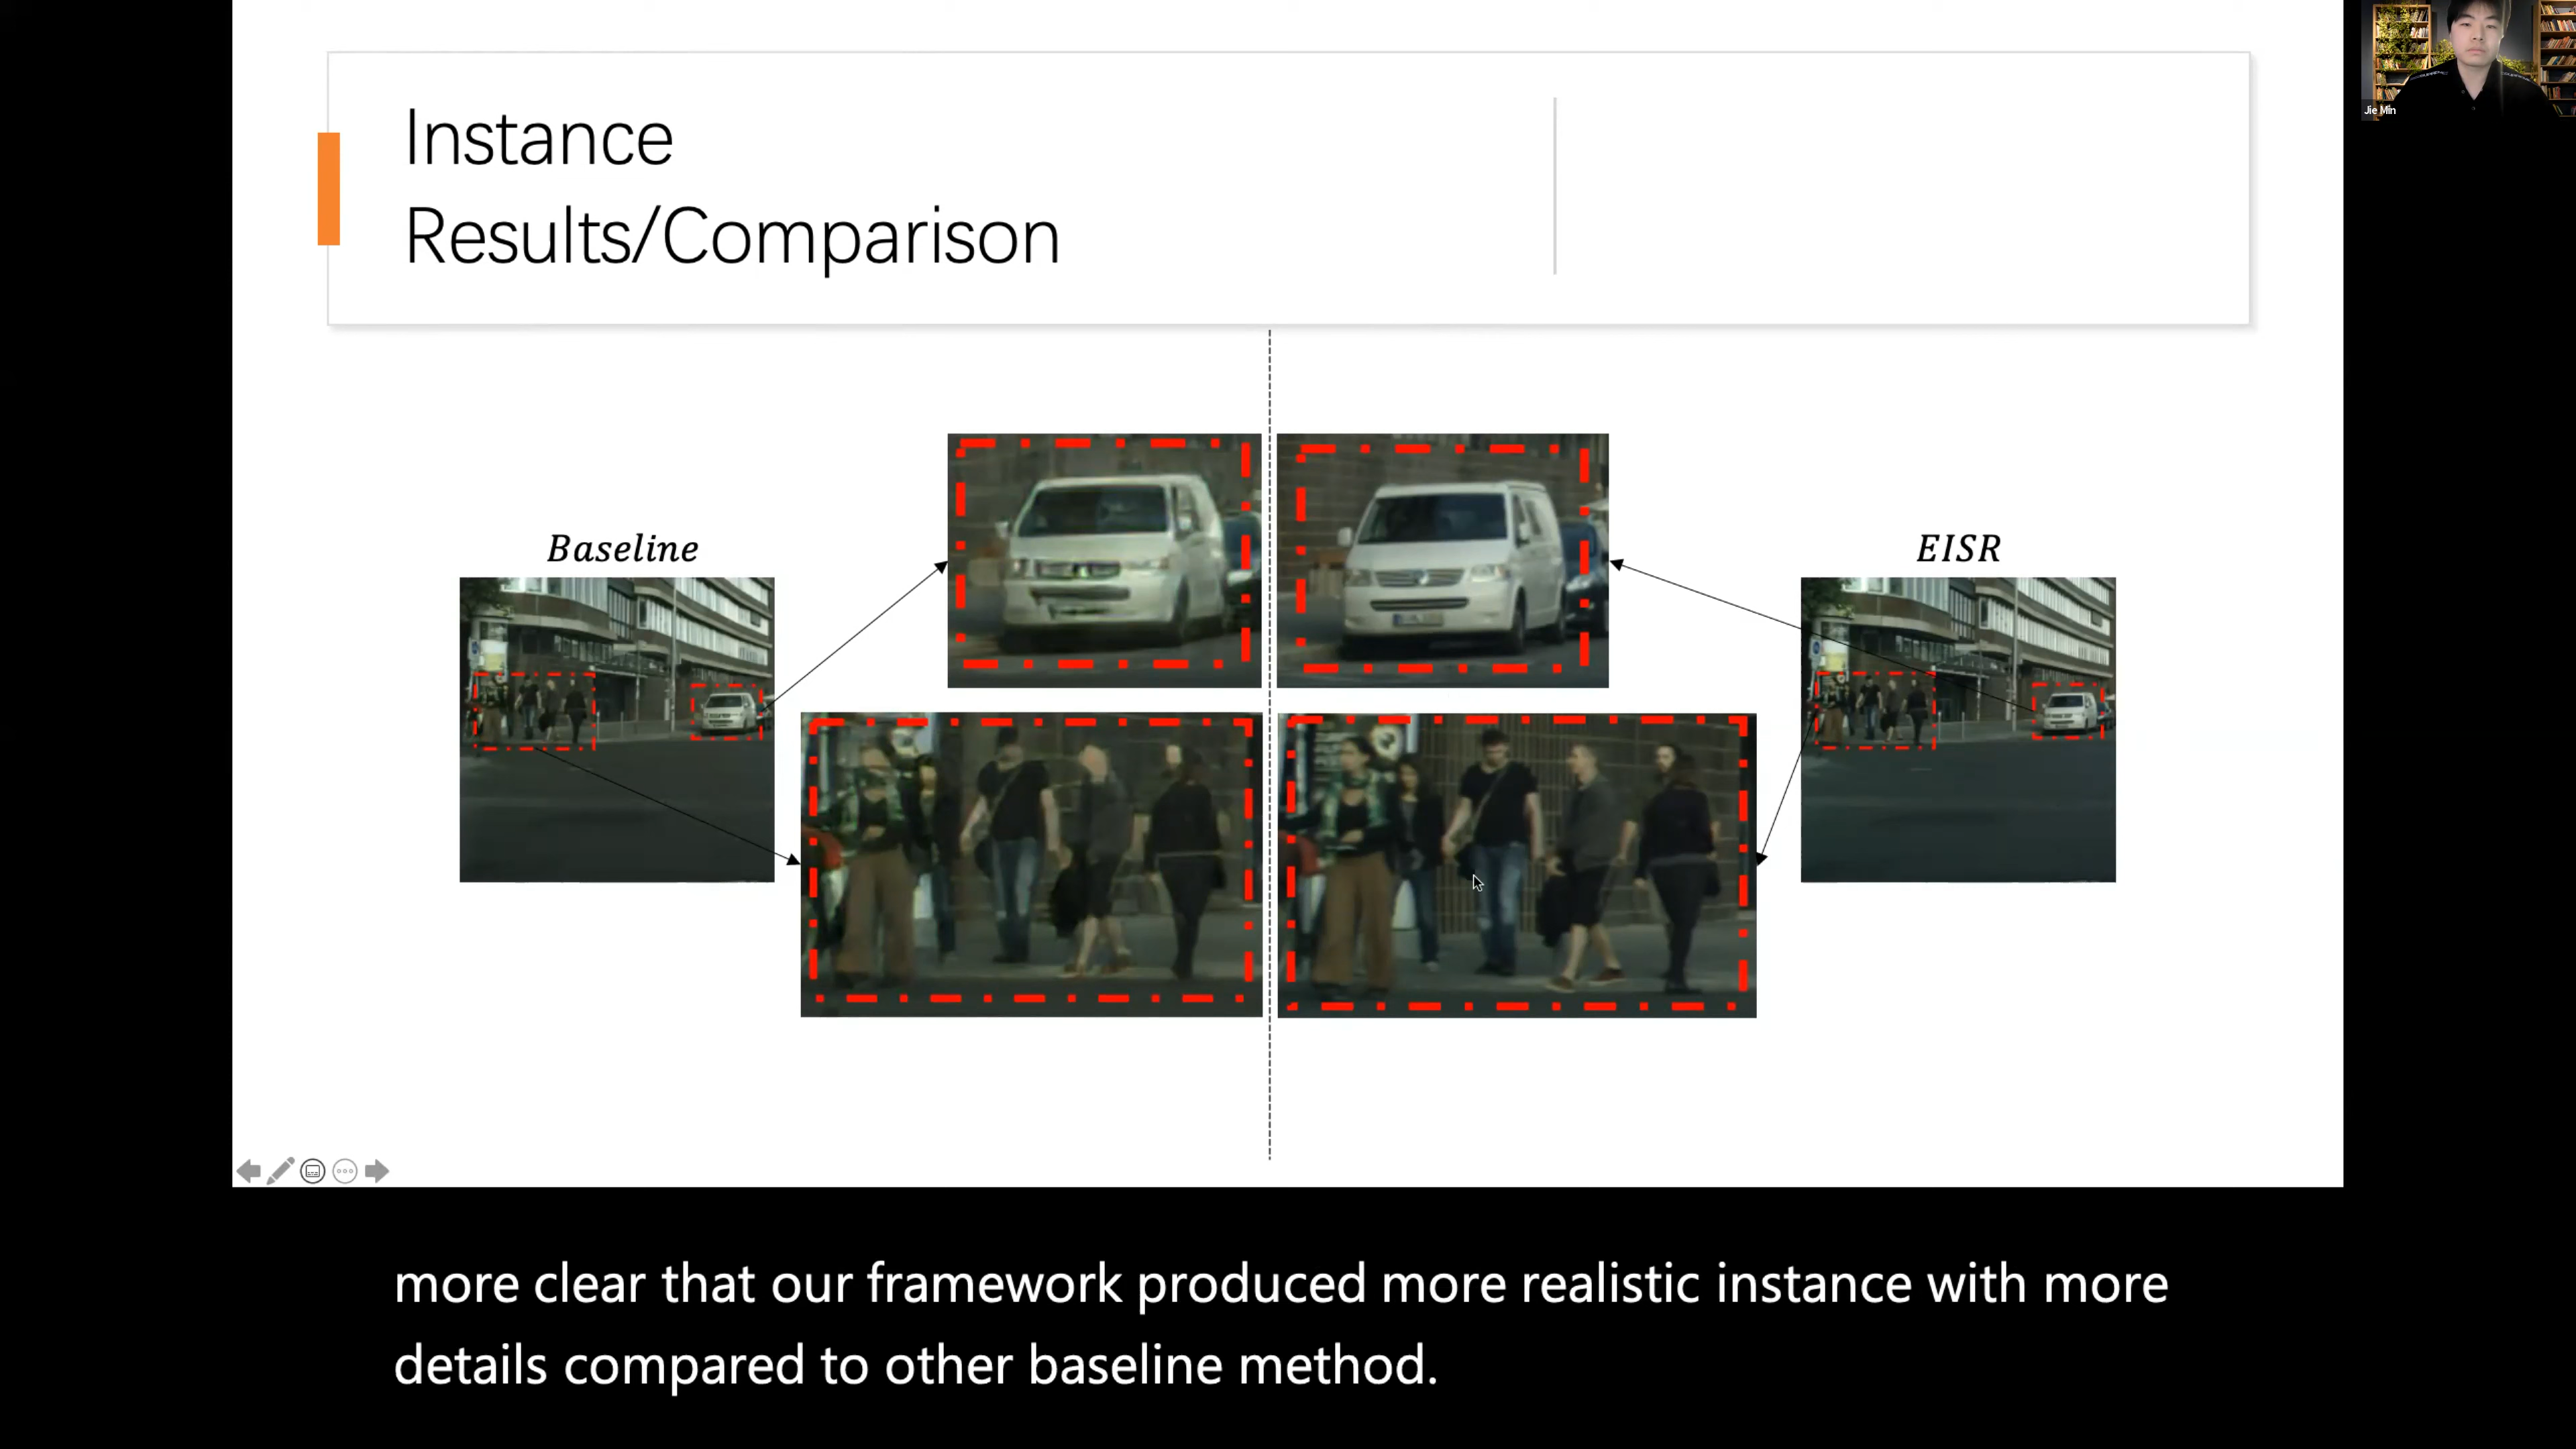 Jie Min
Instance
Results/Comparison
Baseline
EISR
more clear that our framework produced more realistic instance with more
details compared to other baseline method.